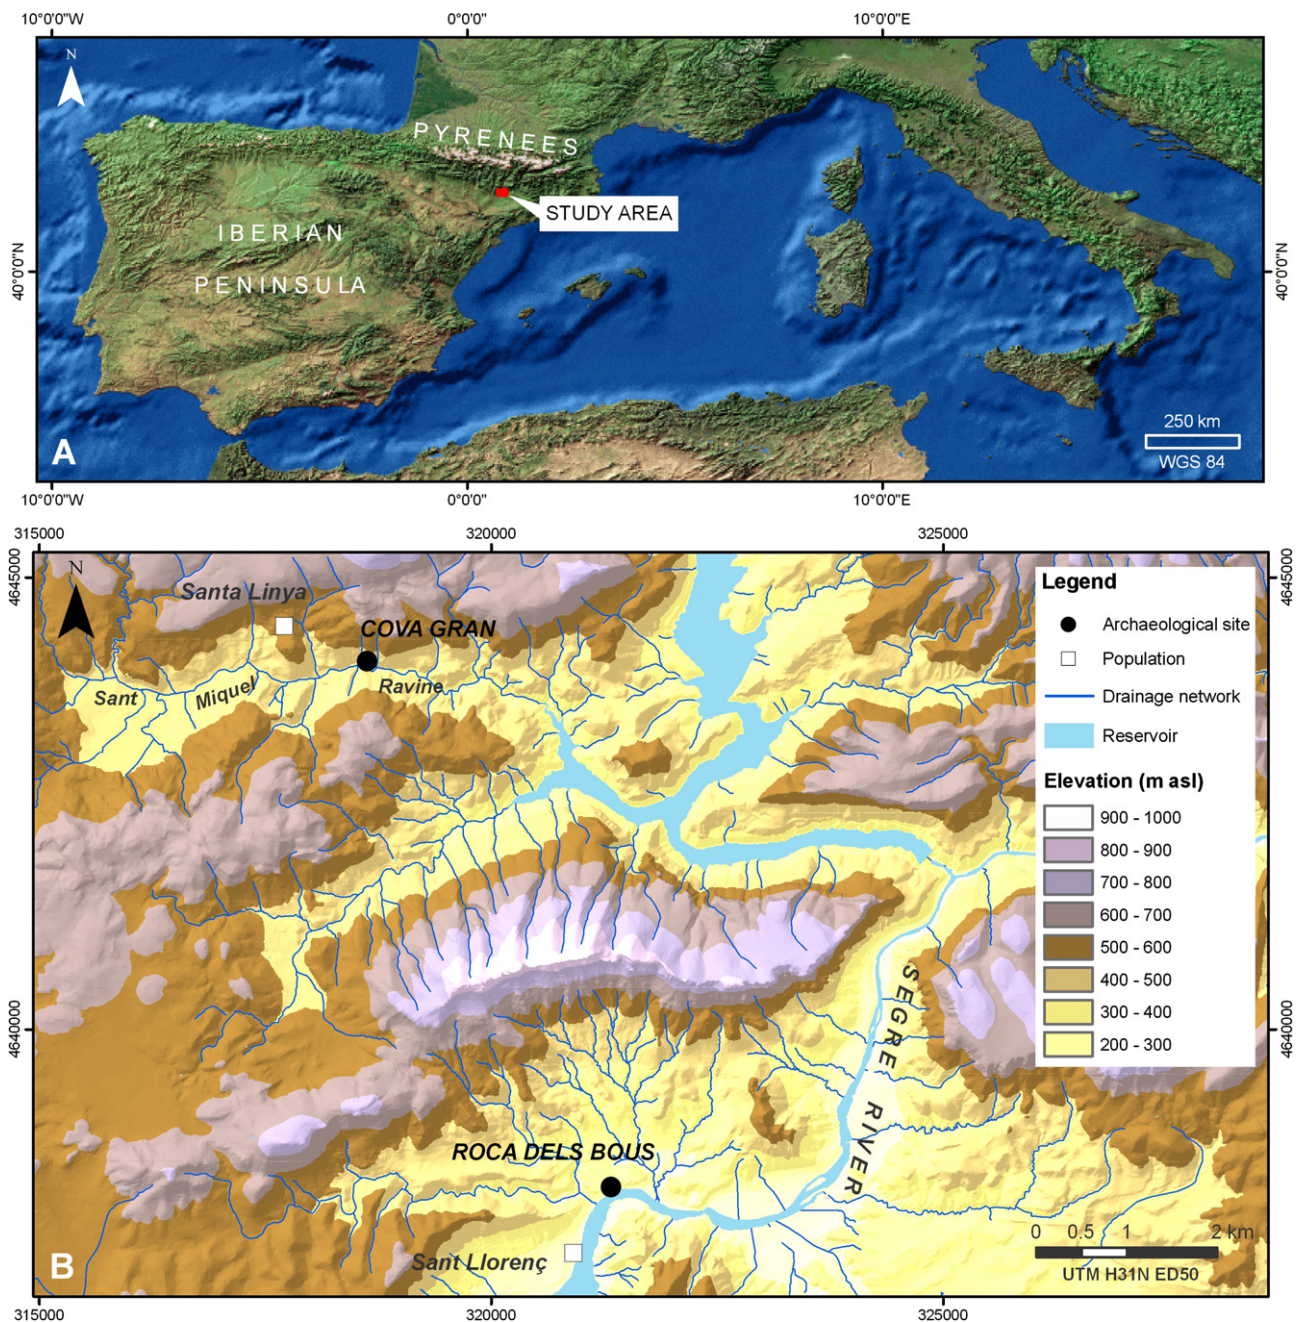 10°0'0"W 0°0'0" 10°0'0"E
N
PYRENEES
STUDY AREA
IBERIAN
PENINSULA
40°0'0"N 40°0'0"N
250 km
WGS 84
A
10°0'0"W 0°0'0" 10°0'0"E
315000 320000 325000
4645000 4645000
N
Santa Linya
COVA GRAN
Sant Miquel Ravine
Legend
Archaeological site
Population
Drainage network
Reservoir
Elevation (m asl)
900 - 1000
800 - 900
700 - 800
600 - 700
500 - 600
400 - 500
300 - 400
200 - 300
4640000 4640000
SEGRE RIVER
ROCA DELS BOUS
Sant Llorenç
0 0.5 1 2 km
UTM H31N ED50
B
315000 320000 325000